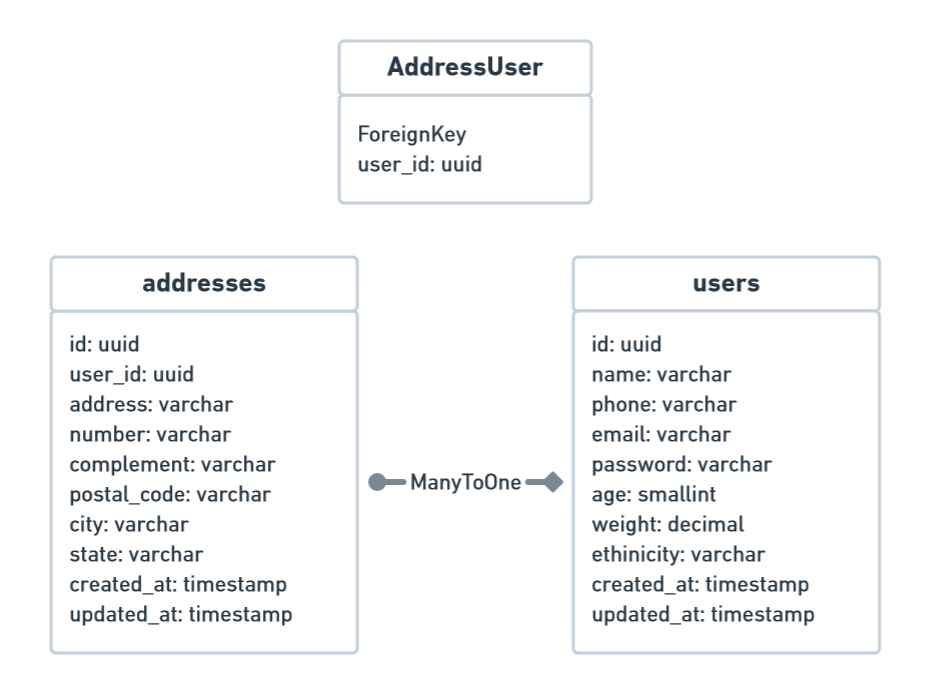 AddressUser
ForeignKey
user_id: uuid
addresses
id: uuid
user_id: uuid
address: varchar
number: varchar
complement: varchar
postal_code: varchar
city: varchar
state: varchar
created_at: timestamp
updated_at: timestamp
ManyToOne
users
id: uuid
name: varchar
phone: varchar
email: varchar
password: varchar
age: smallint
weight: decimal
ethinicity: varchar
created_at: timestamp
updated_at: timestamp